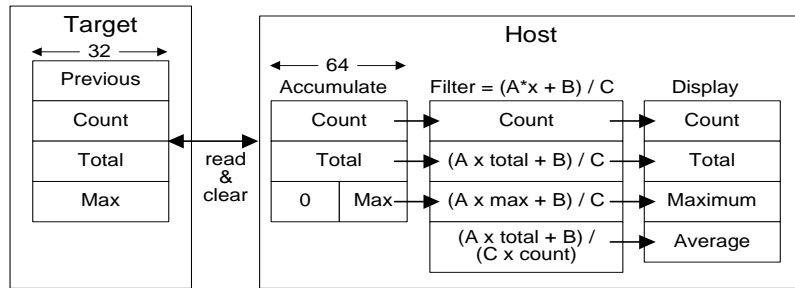 Target
Host
32
64
Accumulate
Filter = (A*x + B) / C
Display
Previous
Count
Total
Max
read
&
clear
Count
Total
0
Max
Count
(A x total + B) / C
(A x max + B) / C
(A x total + B) /
(C x count)
Count
Total
Maximum
Average